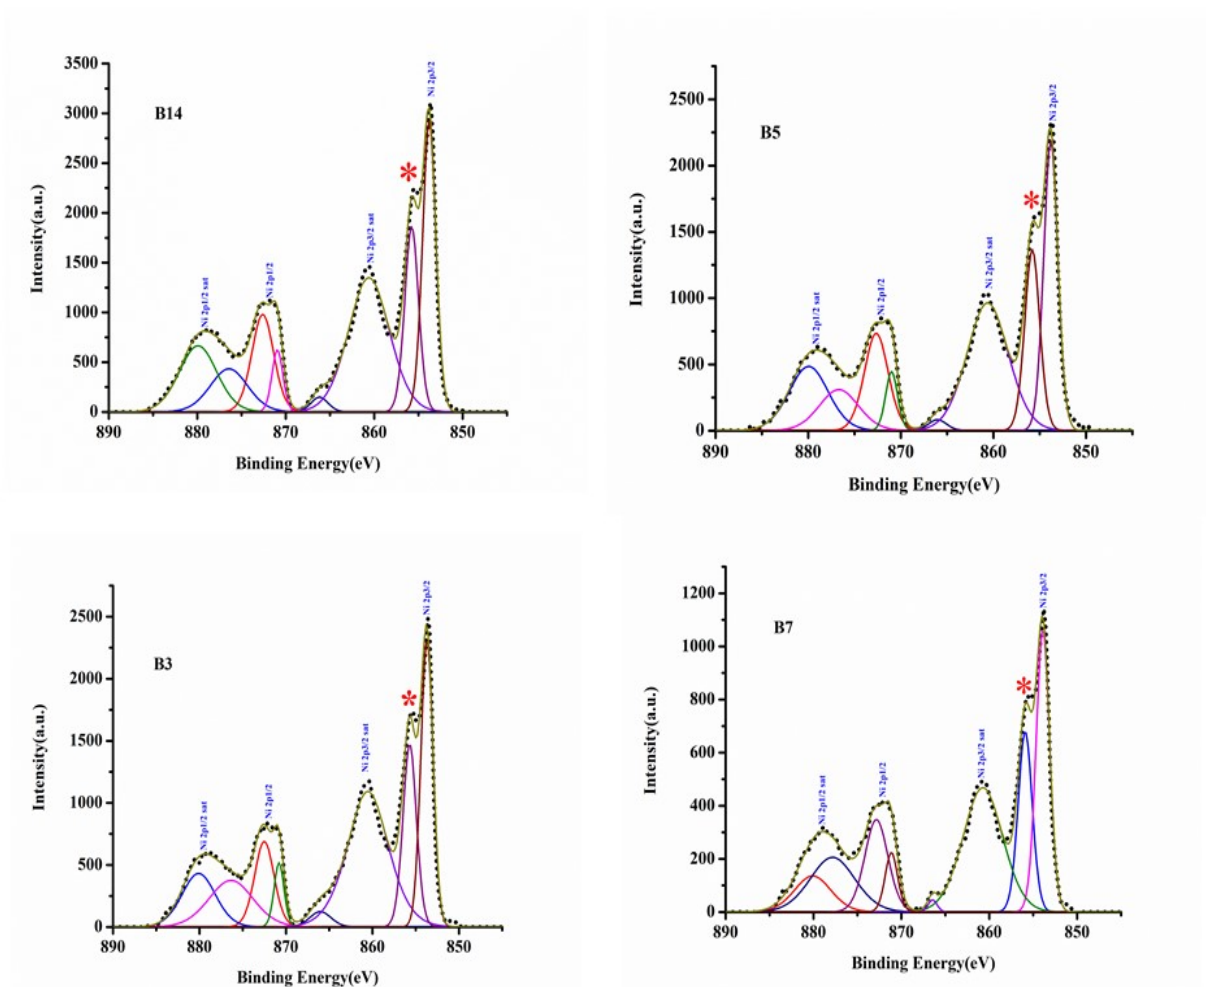 B14
Ni 2p3/2
*
Ni 2p3/2 sat
Ni 2p1/2
Ni 2p1/2 sat
3500
3000
2500
2000
1500
1000
500
0
Intensity(a.u.)
890 880 870 860 850
Binding Energy(eV)
B5
Ni 2p3/2
*
Ni 2p3/2 sat
Ni 2p1/2
Ni 2p1/2 sat
2500
2000
1500
1000
500
0
Intensity(a.u.)
890 880 870 860 850
Binding Energy(eV)
B3
Ni 2p3/2
*
Ni 2p3/2 sat
Ni 2p1/2
Ni 2p1/2 sat
2500
2000
1500
1000
500
0
Intensity(a.u.)
890 880 870 860 850
Binding Energy(eV)
B7
Ni 2p3/2
*
Ni 2p3/2 sat
Ni 2p1/2
Ni 2p1/2 sat
1200
1000
800
600
400
200
0
Intensity(a.u.)
890 880 870 860 850
Binding Energy(eV)